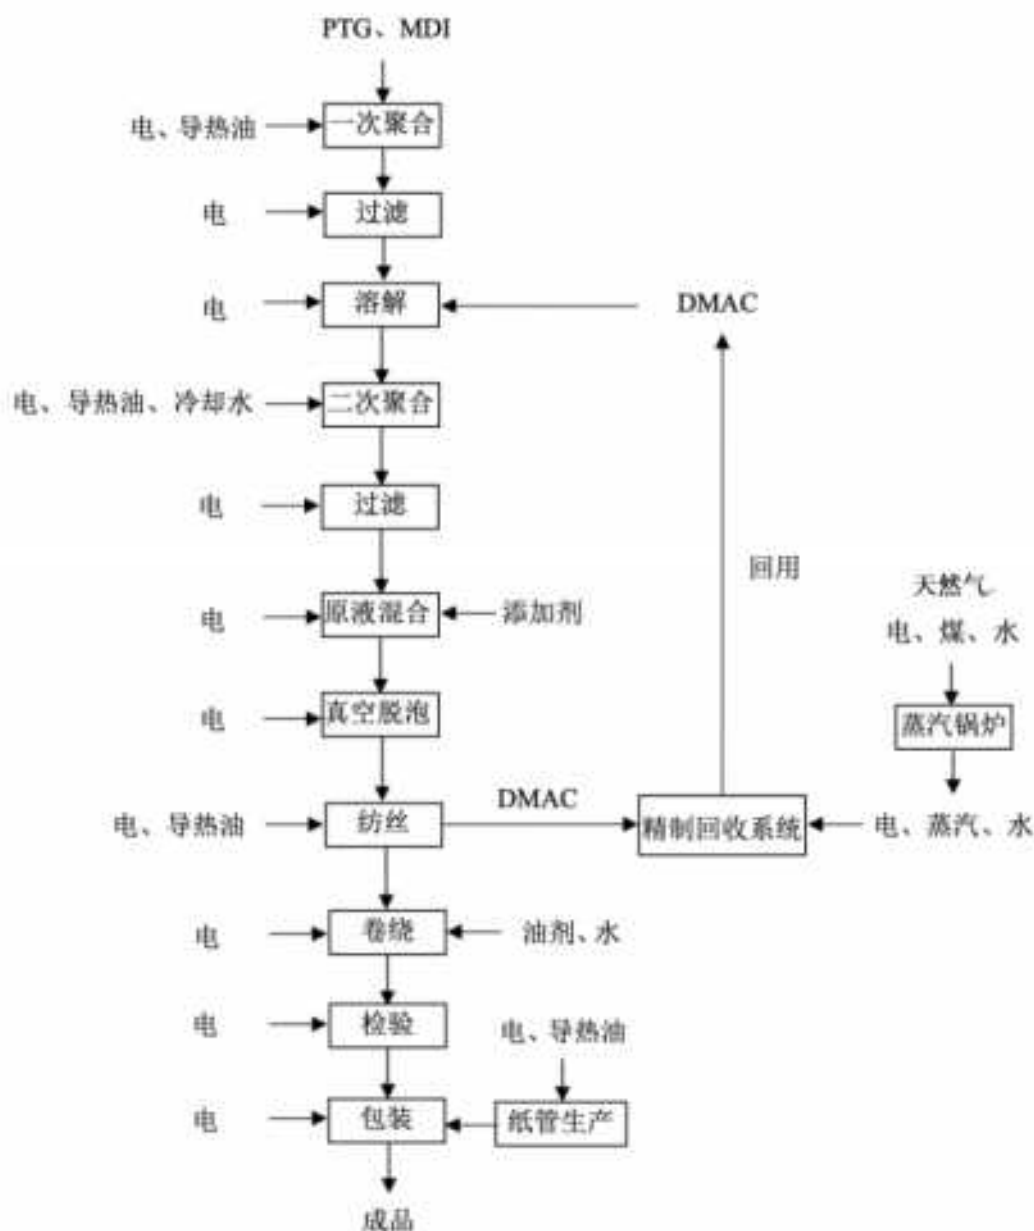 PTG、MDI
电、导热油
一次聚合
电
过滤
电
溶解
DMAC
电、导热油、冷却水
二次聚合
电
过滤
回用
天然气
电、煤、水
电
原液混合
添加剂
电
真空脱泡
蒸汽锅炉
DMAC
电、导热油
纺丝
精制回收系统
电、蒸汽、水
电
卷绕
油剂、水
电
检验
电、导热油
电
包装
纸管生产
成品